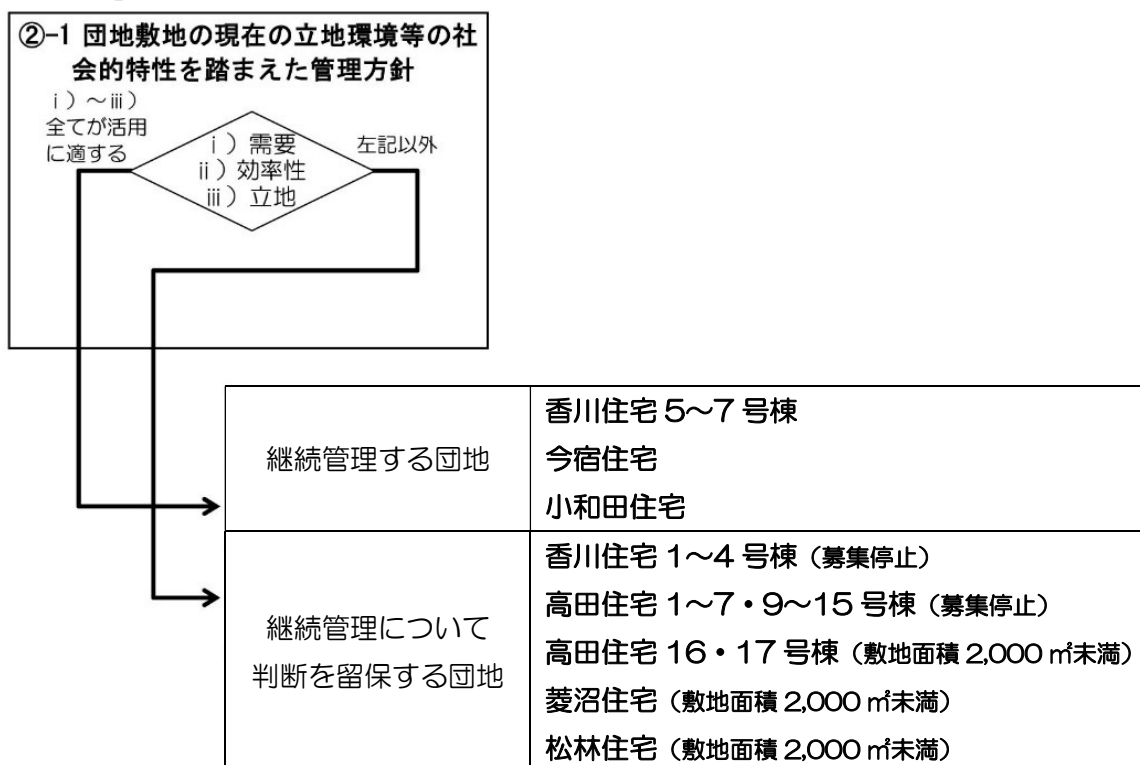 ②-1 団地敷地の現在の立地環境等の社
会的特性を踏まえた管理方針
ⅰ）～ⅲ）
全てが活用
に適する
ⅰ）需要
ⅱ）効率性
ⅲ）立地
左記以外
継続管理する団地
香川住宅 5～7 号棟
今宿住宅
小和田住宅
継続管理について
判断を留保する団地
香川住宅 1～4 号棟（募集停止）
高田住宅 1～7・9～15 号棟（募集停止）
高田住宅 16・17 号棟（敷地面積 2,000 ㎡未満）
菱沼住宅（敷地面積 2,000 ㎡未満）
松林住宅（敷地面積 2,000 ㎡未満）